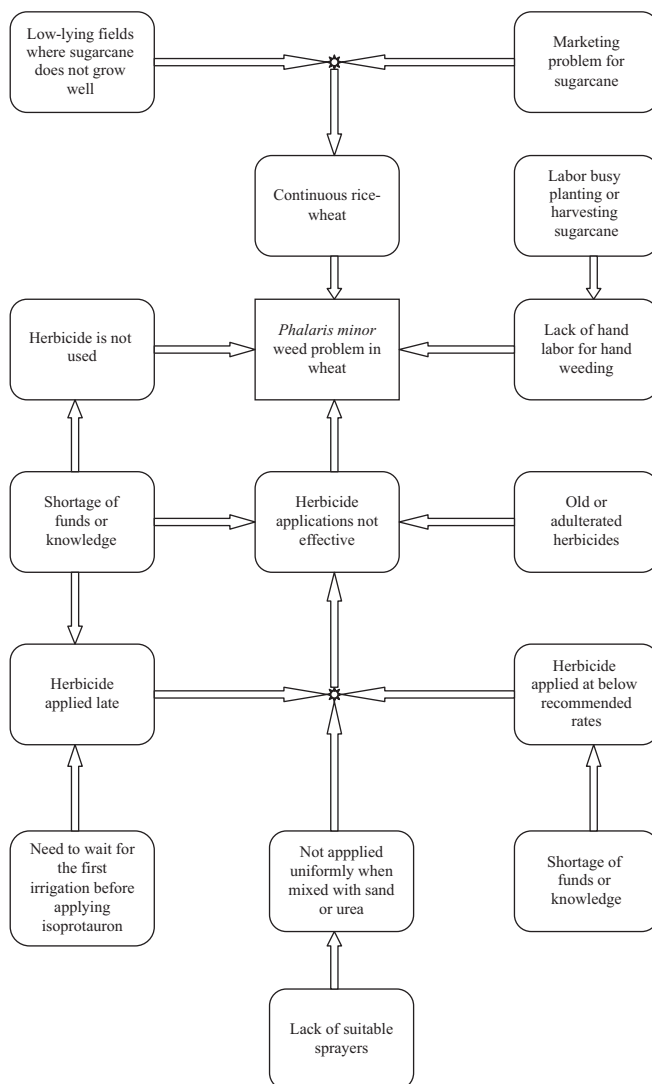 Low-lying fields
where sugarcane
does not grow
well
Marketing
problem for
sugarcane
Continuous rice-
wheat
Labor busy
planting or
harvesting
sugarcane
Herbicide is not
used
Phalaris minor
weed problem in
wheat
Lack of hand
labor for hand
weeding
Shortage of
funds or
knowledge
Herbicide
applications not
effective
Old or
adulterated
herbicides
Herbicide
applied late
Herbicide
applied at below
recommended
rates
Need to wait for
the first
irrigation before
applying
isoprotauron
Not appplied
uniformly when
mixed with sand
or urea
Shortage of
funds or
knowledge
Lack of suitable
sprayers